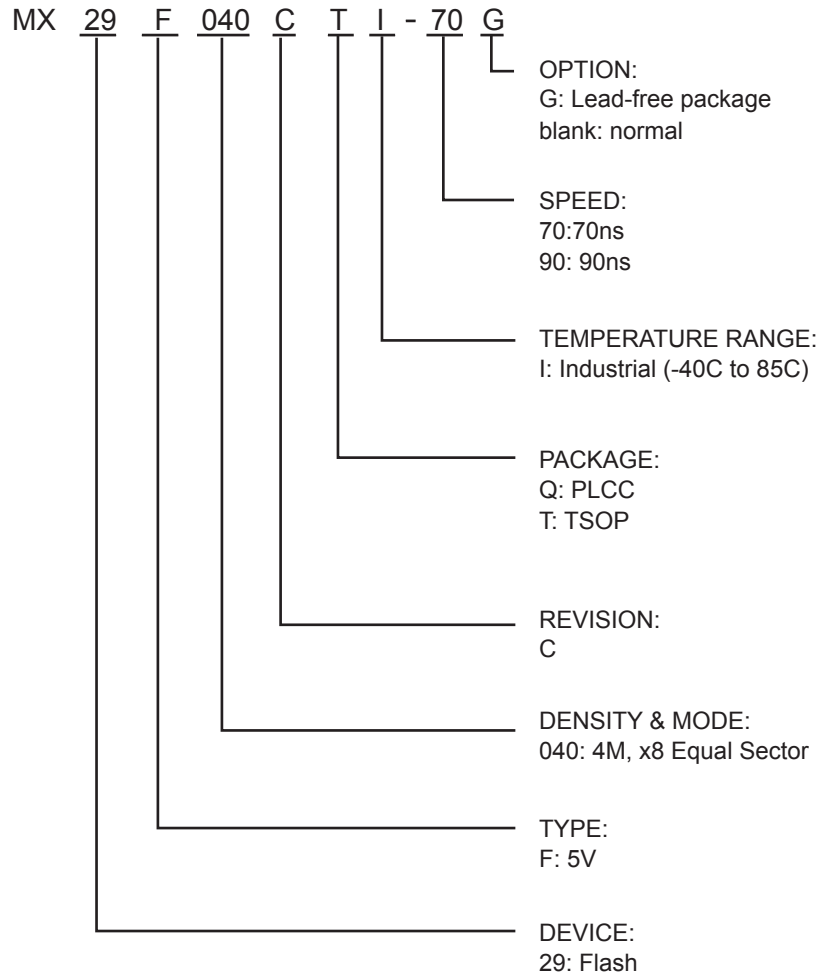 MX 29 F 040 C T I - 70 G
OPTION:
G: Lead-free package
blank: normal
SPEED:
70:70ns
90: 90ns
TEMPERATURE RANGE:
I: Industrial (-40C to 85C)
PACKAGE:
Q: PLCC
T: TSOP
REVISION:
C
DENSITY & MODE:
040: 4M, x8 Equal Sector
TYPE:
F: 5V
DEVICE:
29: Flash